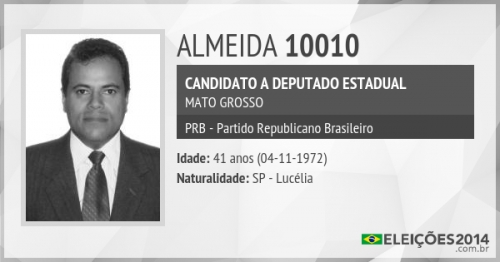 ALMEIDA 10010
CANDIDATO A DEPUTADO ESTADUAL
MATO GROSSO
PRB - Partido Republicano Brasileiro
Idade: 41 anos (04-11-1972)
Naturalidade: SP - Lucélia
ELEIÇÕES2014
.com.br